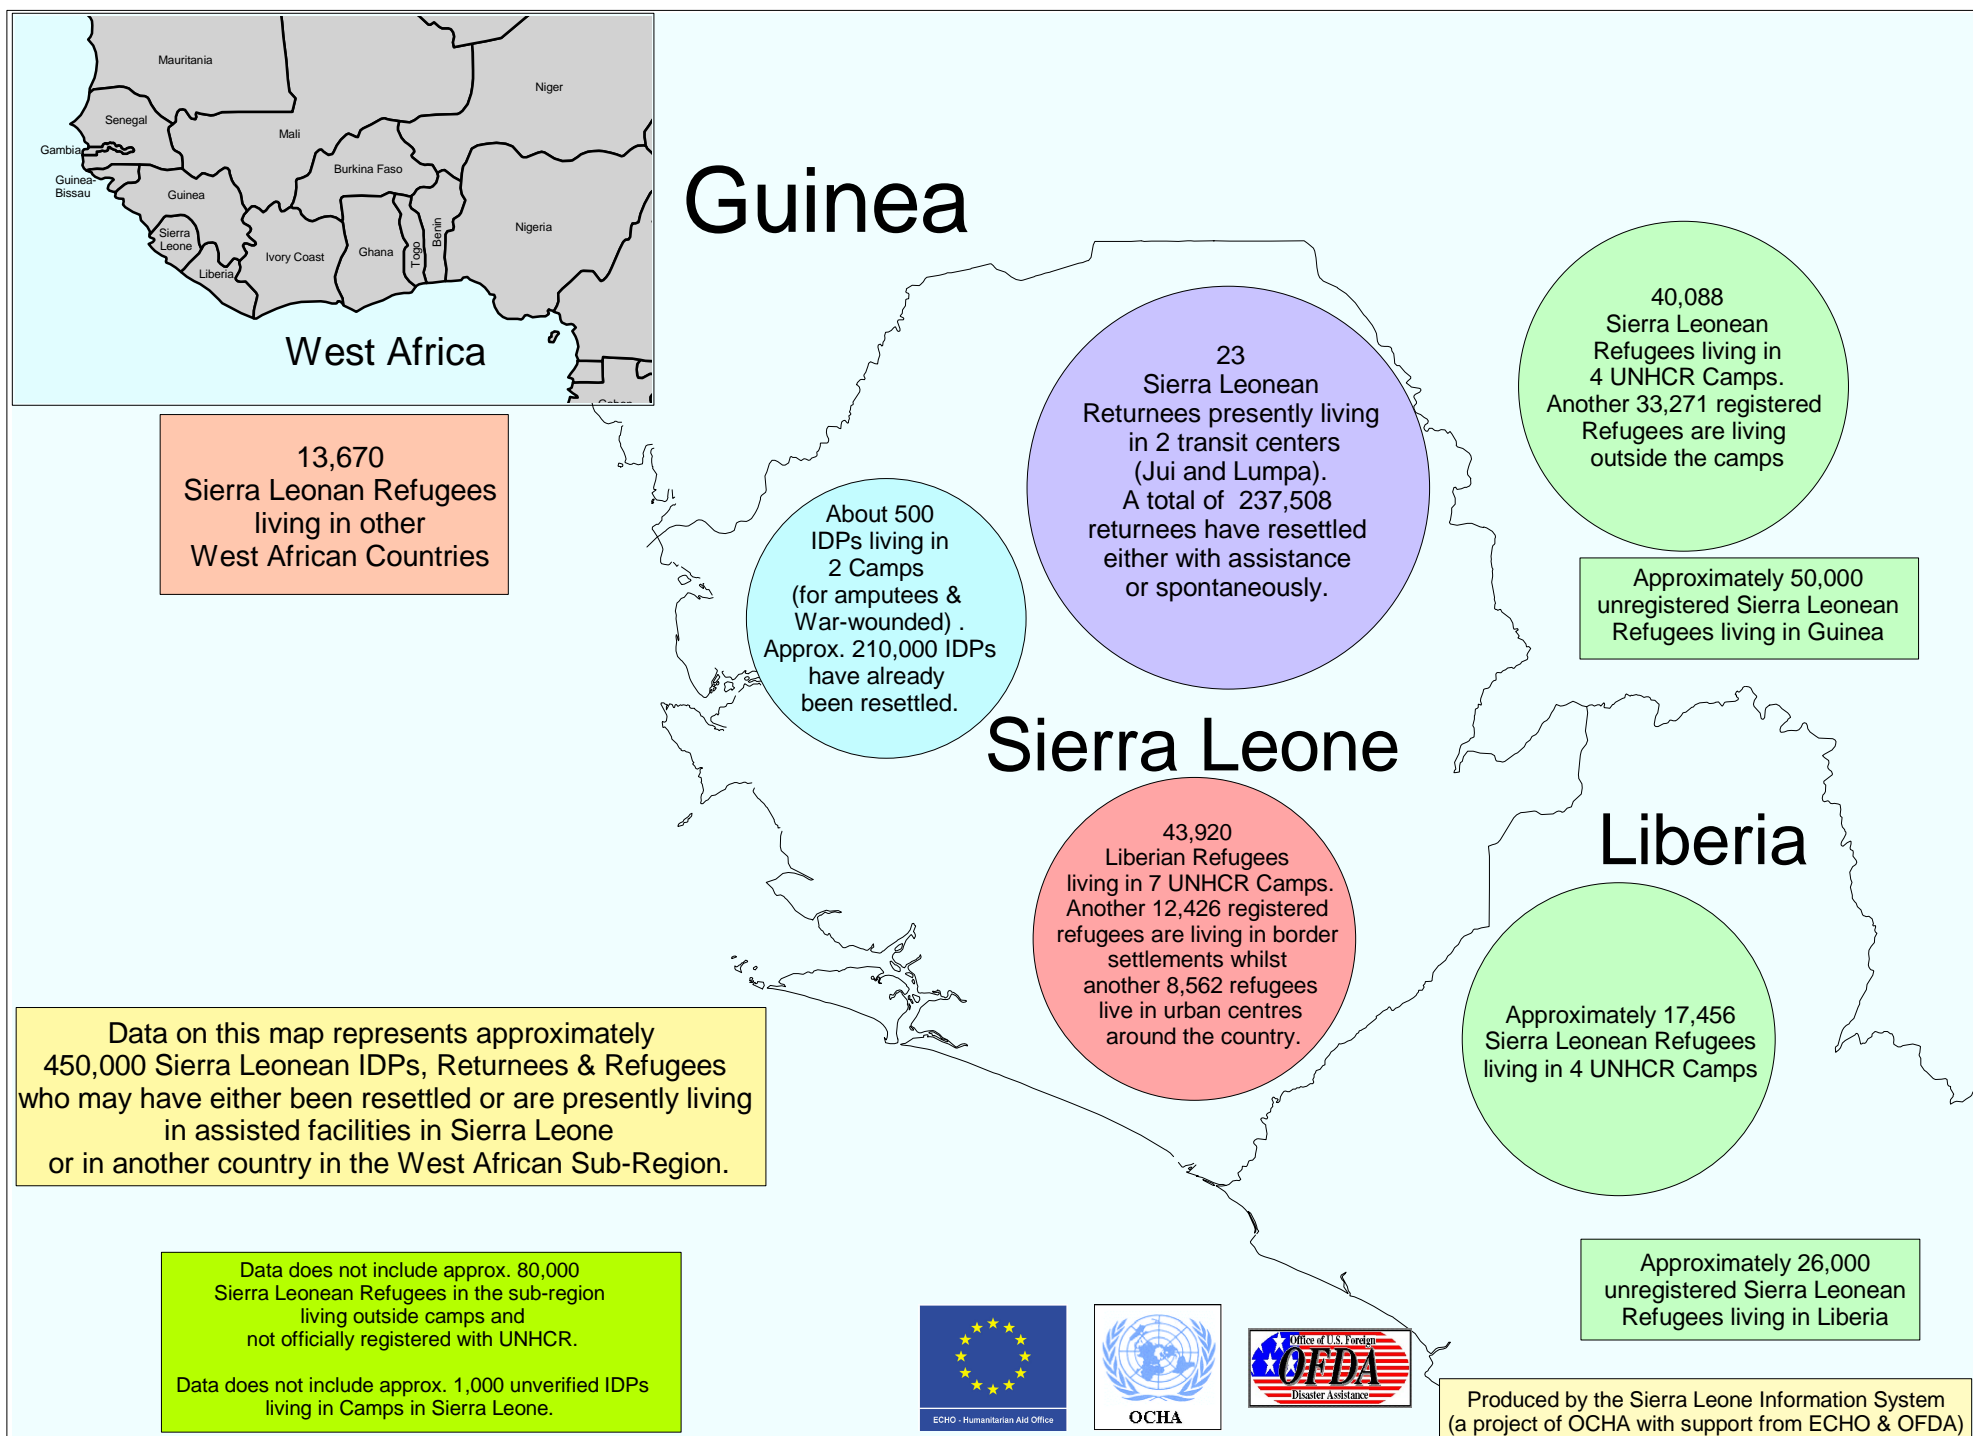 Mauritania
Niger
Senegal
Mali
Gambia
Burkina Faso
Guinea-
Bissau
Guinea
Nigeria
Benin
Sierra
Leone
Ghana
Togo
Ivory Coast
Liberia
West Africa
Guinea
13,670
Sierra Leonan Refugees
living in other
West African Countries
23
Sierra Leonean
Returnees presently living
in 2 transit centers
(Jui and Lumpa).
A total of 237,508
returnees have resettled
either with assistance
or spontaneously.
40,088
Sierra Leonean
Refugees living in
4 UNHCR Camps.
Another 33,271 registered
Refugees are living
outside the camps
About 500
IDPs living in
2 Camps
(for amputees &
War-wounded) .
Approx. 210,000 IDPs
have already
been resettled.
Approximately 50,000
unregistered Sierra Leonean
Refugees living in Guinea
Sierra Leone
43,920
Liberian Refugees
living in 7 UNHCR Camps.
Another 12,426 registered
refugees are living in border
settlements whilst
another 8,562 refugees
live in urban centres
around the country.
Liberia
Approximately 17,456
Sierra Leonean Refugees
living in 4 UNHCR Camps
Data on this map represents approximately
450,000 Sierra Leonean IDPs, Returnees & Refugees
who may have either been resettled or are presently living
in assisted facilities in Sierra Leone
or in another country in the West African Sub-Region.
Approximately 26,000
unregistered Sierra Leonean
Refugees living in Liberia
Data does not include approx. 80,000
Sierra Leonean Refugees in the sub-region
living outside camps and
not officially registered with UNHCR.
Data does not include approx. 1,000 unverified IDPs
living in Camps in Sierra Leone.
ECHO - Humanitarian Aid Office
OCHA
Office of U.S. Foreign
OFDA
Disaster Assistance
Produced by the Sierra Leone Information System
(a project of OCHA with support from ECHO & OFDA)